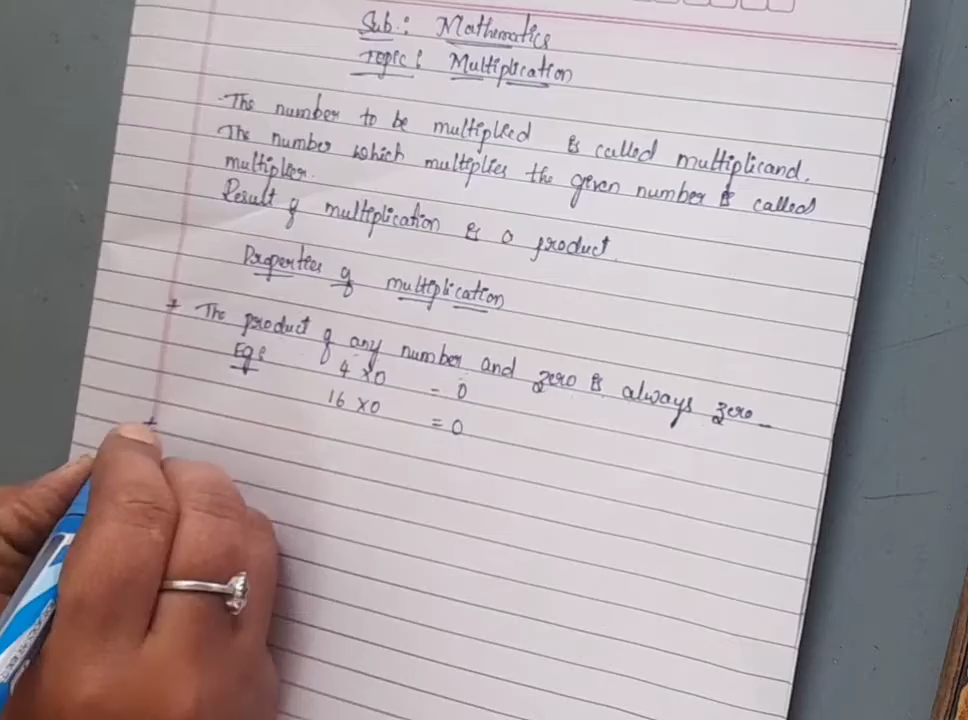 Sub.: Mathematics
Topic: Multiplication
The number to be multiplied is called multiplicand.
The number which multiplies the given number is called
multiplier.
Result of multiplication is a product.
Properties of multiplication
* The product of any number and zero is always zero
Eg: 4 x 0 = 0
16 x 0 = 0